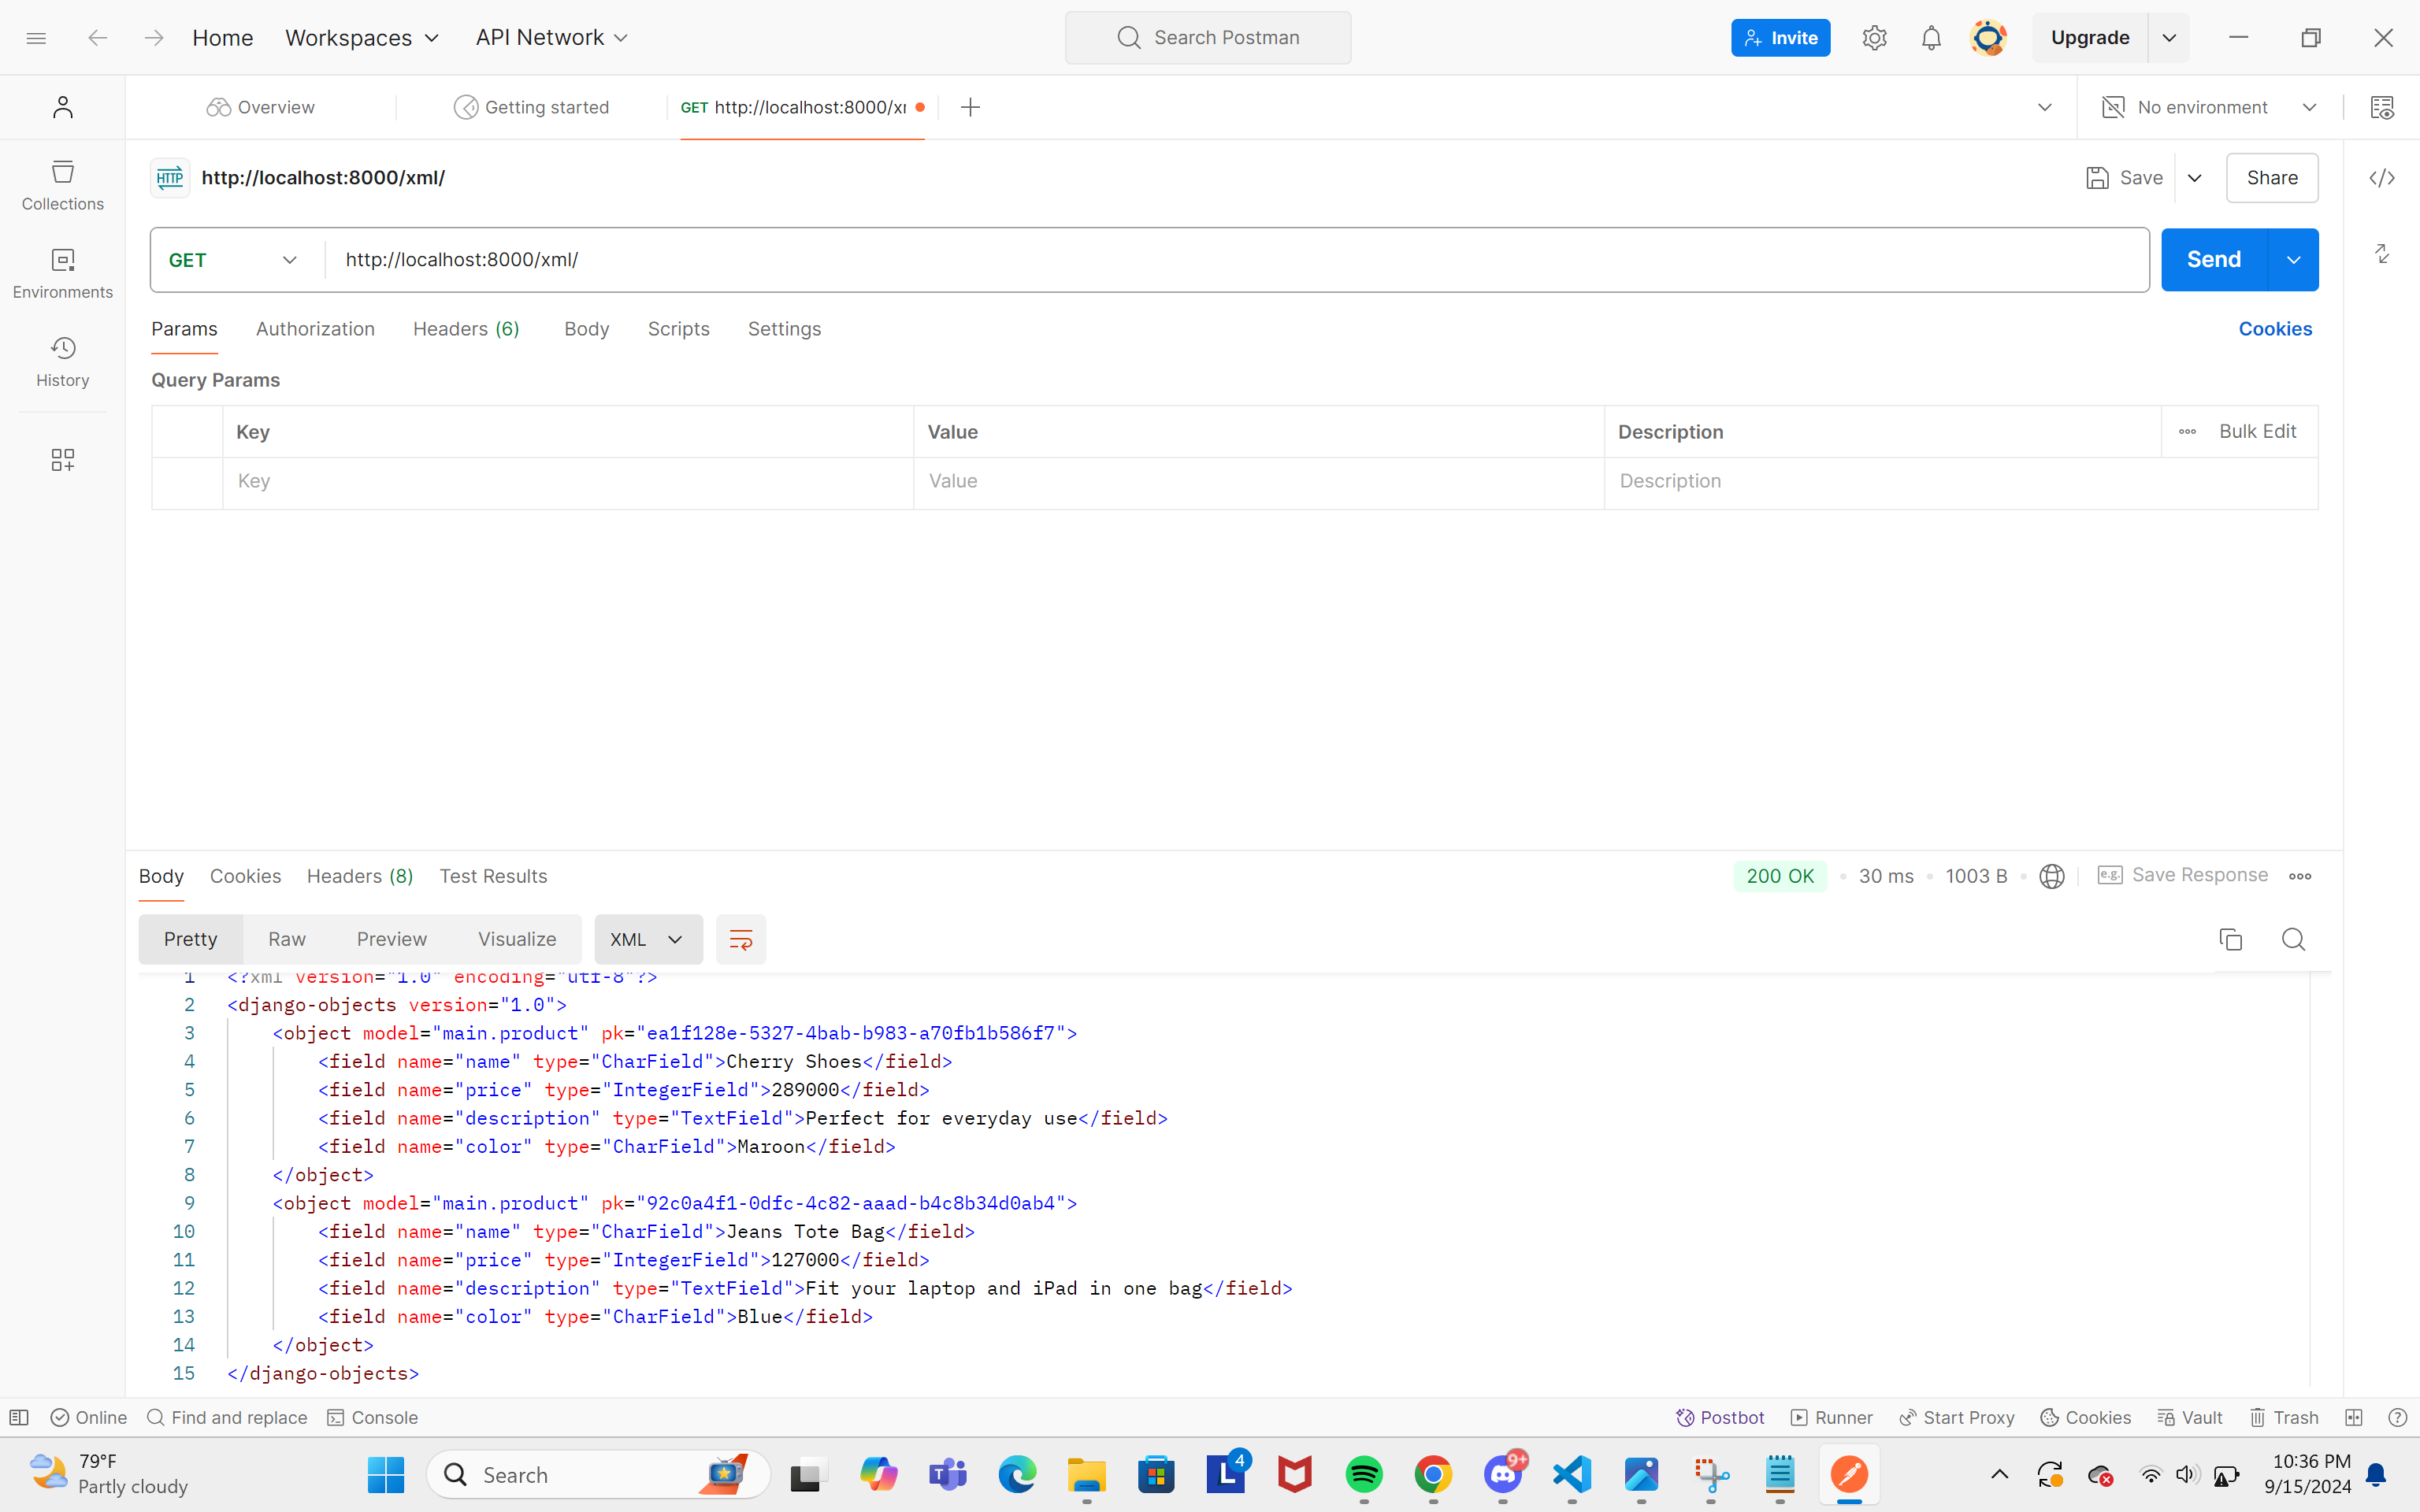 Home Workspaces API Network Search Postman Invite Upgrade
Overview Getting started GET http://localhost:8000/xr No environment
HTTP http://localhost:8000/xml/ Save Share
Collections
GET http://localhost:8000/xml/ Send
Environments
Params Authorization Headers (6) Body Scripts Settings Cookies
History
Query Params
Key Value Description Bulk Edit
Key Value Description
Body Cookies Headers (8) Test Results 200 OK 30 ms 1003 B e.g. Save Response
Pretty Raw Preview Visualize XML
1 <?xml version="1.0" encoding="utf-8"?>
2 <django-objects version="1.0">
3 <object model="main.product" pk="ea1f128e-5327-4bab-b983-a70fb1b586f7">
4 <field name="name" type="CharField">Cherry Shoes</field>
5 <field name="price" type="IntegerField">289000</field>
6 <field name="description" type="TextField">Perfect for everyday use</field>
7 <field name="color" type="CharField">Maroon</field>
8 </object>
9 <object model="main.product" pk="92c0a4f1-0dfc-4c82-aaad-b4c8b34d0ab4">
10 <field name="name" type="CharField">Jeans Tote Bag</field>
11 <field name="price" type="IntegerField">127000</field>
12 <field name="description" type="TextField">Fit your laptop and iPad in one bag</field>
13 <field name="color" type="CharField">Blue</field>
14 </object>
15 </django-objects>
Online Find and replace Console Postbot Runner Start Proxy Cookies Vault Trash
79°F
Partly cloudy
Search
L 4
9+
10:36 PM
9/15/2024